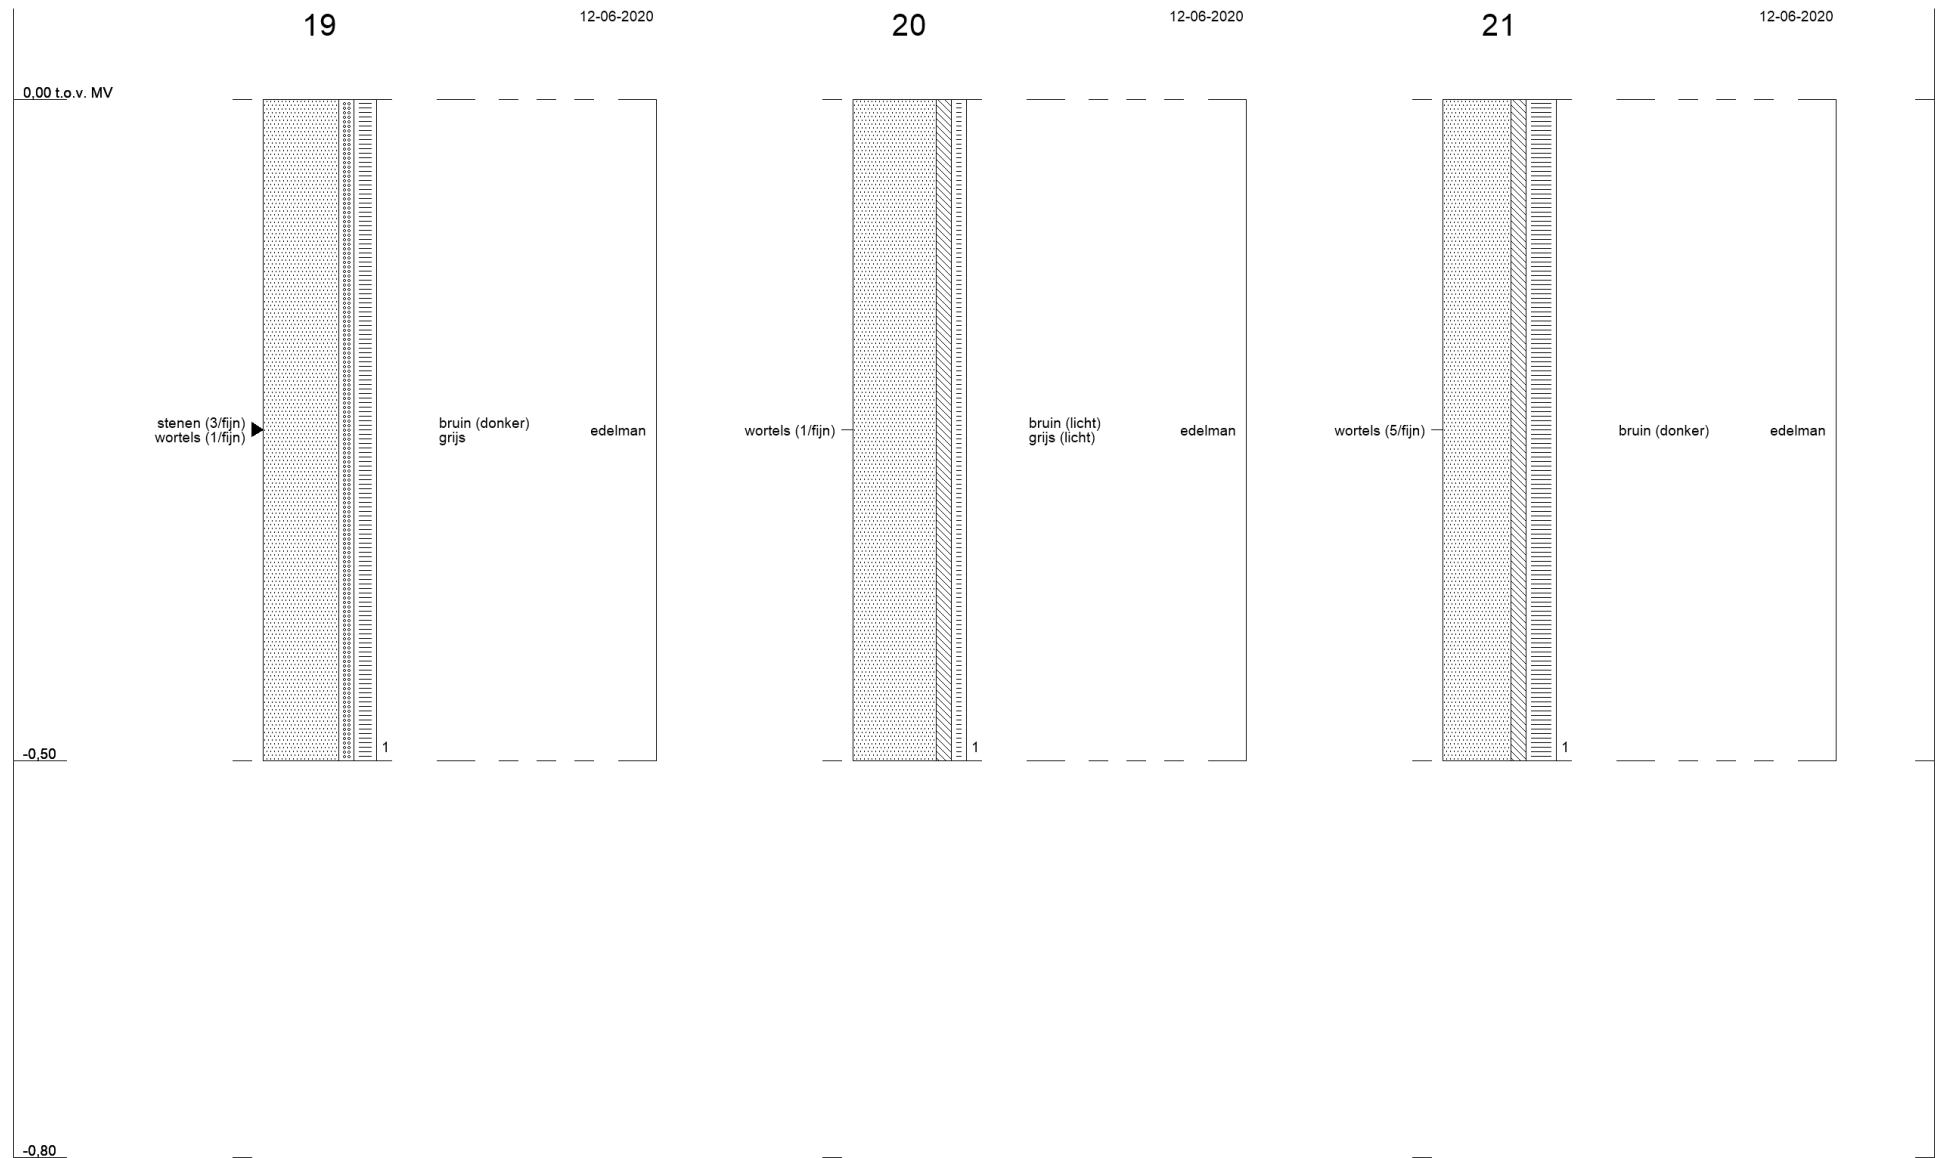 19
12-06-2020
20
12-06-2020
21
12-06-2020
0,00 t.o.v. MV
stenen (3/fijn)
wortels (1/fijn)
bruin (donker)
grijs
edelman
wortels (1/fijn)
bruin (licht)
grijs (licht)
edelman
wortels (5/fijn)
bruin (donker)
edelman
1
1
1
-0,50
-0,80